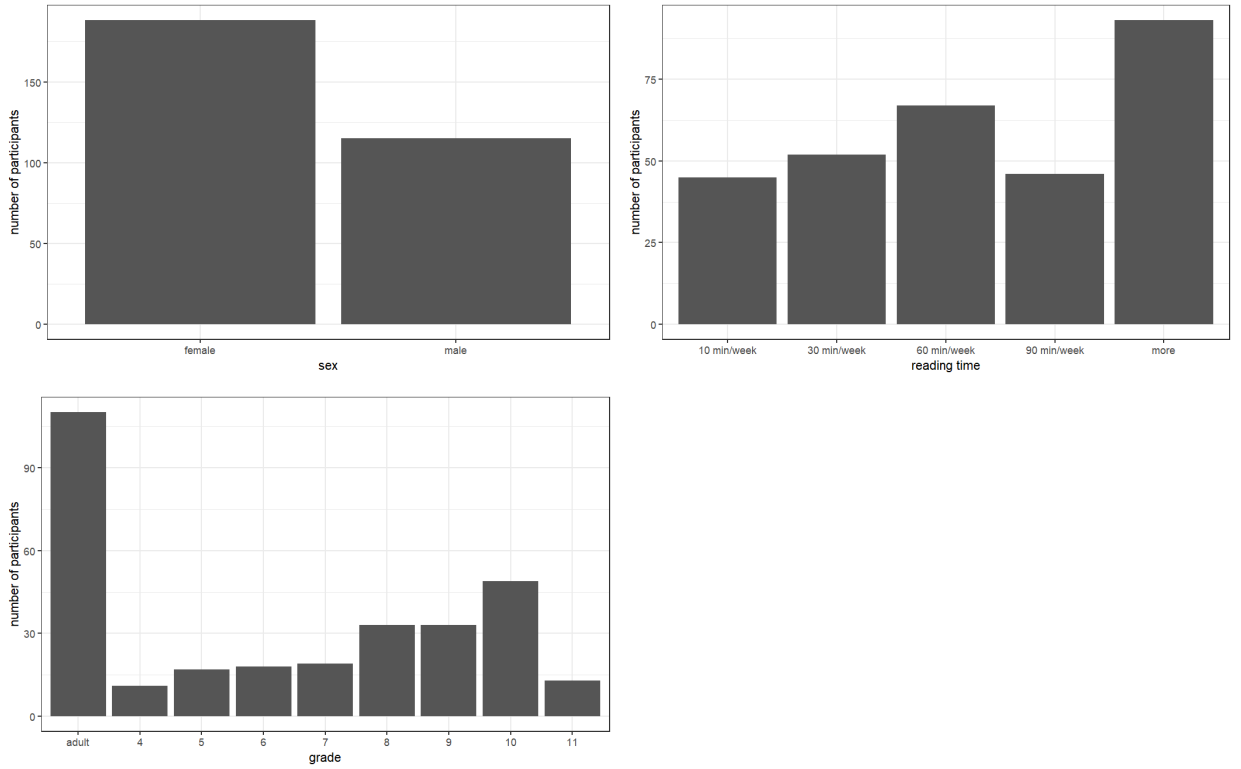 number of participants
150
100
50
0
female male
sex
number of participants
75
50
25
0
10 min/week 30 min/week 60 min/week 90 min/week more
reading time
number of participants
90
60
30
0
adult 4 5 6 7 8 9 10 11
grade